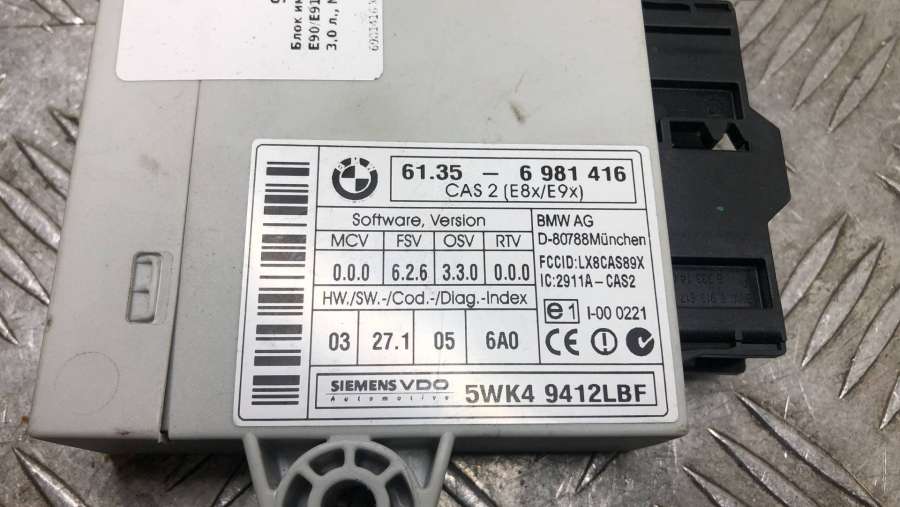 Блок
E90/E91
3,0 л.,
BMW
61.35 - 6 981 416
CAS 2 (E8x/E9x)
Software, Version
MCV FSV OSV RTV
0.0.0 6.2.6 3.3.0 0.0.0
HW./SW.-/Cod.-/Diag.-Index
03 27.1 05 6A0
BMW AG
D-80788München
FCCID:LX8CAS89X
IC:2911A-CAS2
e1 I-00 0221
CE
SIEMENS VDO
Automotive
5WK4 9412LBF